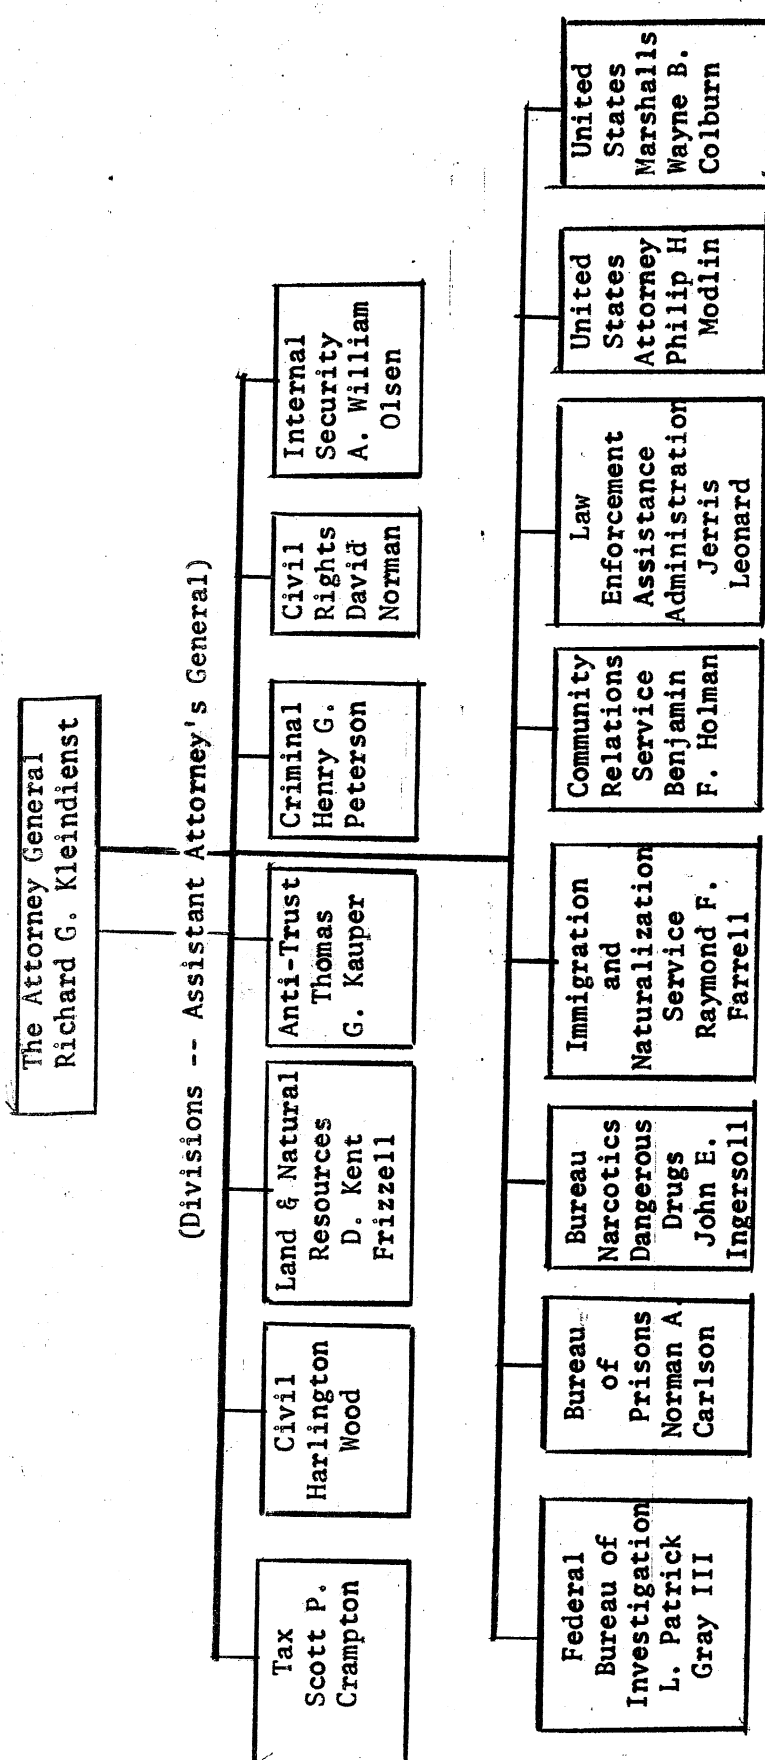 The Attorney General
Richard G. Kleindienst
(Divisions -- Assistant Attorney's General)
Tax
Scott P.
Crampton
Civil
Harlington
Wood
Land & Natural
Resources
D. Kent
Frizzell
Anti-Trust
Thomas
G. Kauper
Criminal
Henry G.
Peterson
Civil
Rights
David
Norman
Internal
Security
A. William
Olsen
Federal
Bureau of
Investigation
L. Patrick
Gray III
Bureau
of
Prisons
Norman A.
Carlson
Bureau
Narcotics
Dangerous
Drugs
John E.
Ingersoll
Immigration
and
Naturalization
Service
Raymond F.
Farrell
Community
Relations
Service
Benjamin
F. Holman
Law
Enforcement
Assistance
Administration
Jerris
Leonard
United
States
Attorney
Philip H.
Modlin
United
States
Marshalls
Wayne B.
Colburn